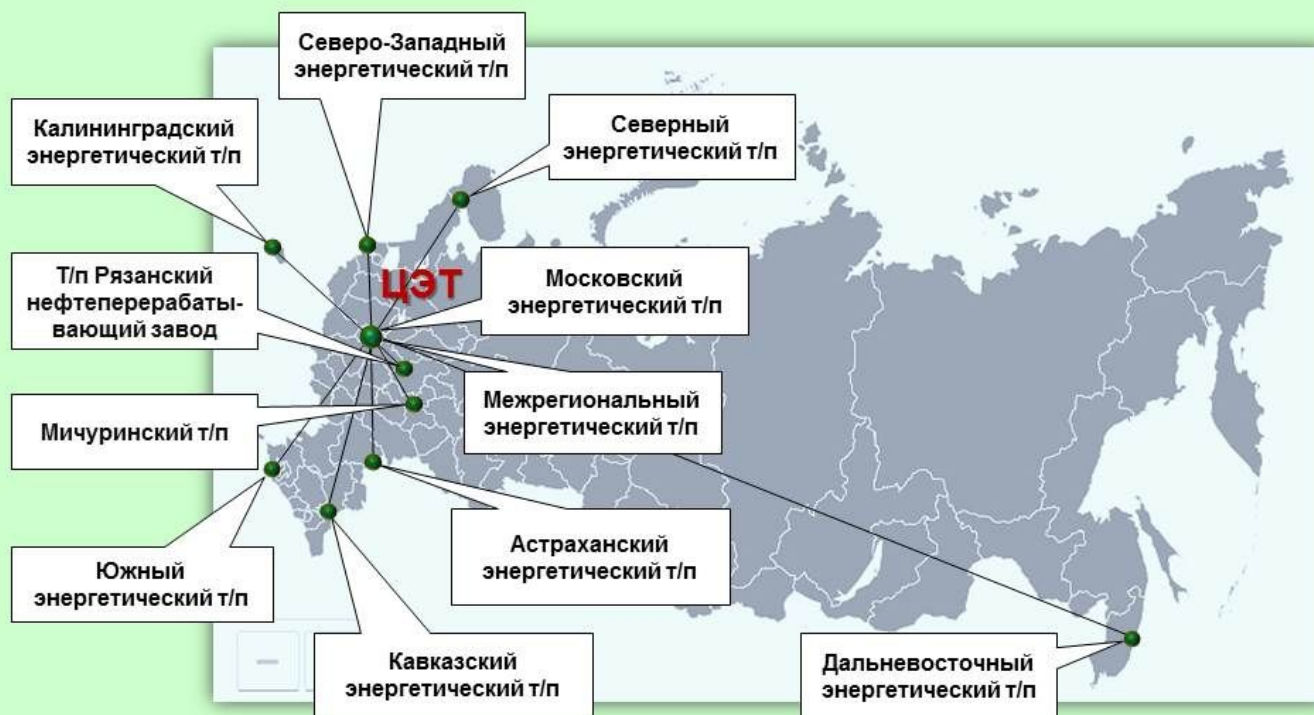 Северо-Западный
энергетический т/п
Калининградский
энергетический т/п
Северный
энергетический т/п
Т/п Рязанский
нефтеперерабаты-
вающий завод
ЦЭТ
Московский
энергетический т/п
Мичуринский т/п
Межрегиональный
энергетический т/п
Южный
энергетический т/п
Астраханский
энергетический т/п
Кавказский
энергетический т/п
Дальневосточный
энергетический т/п